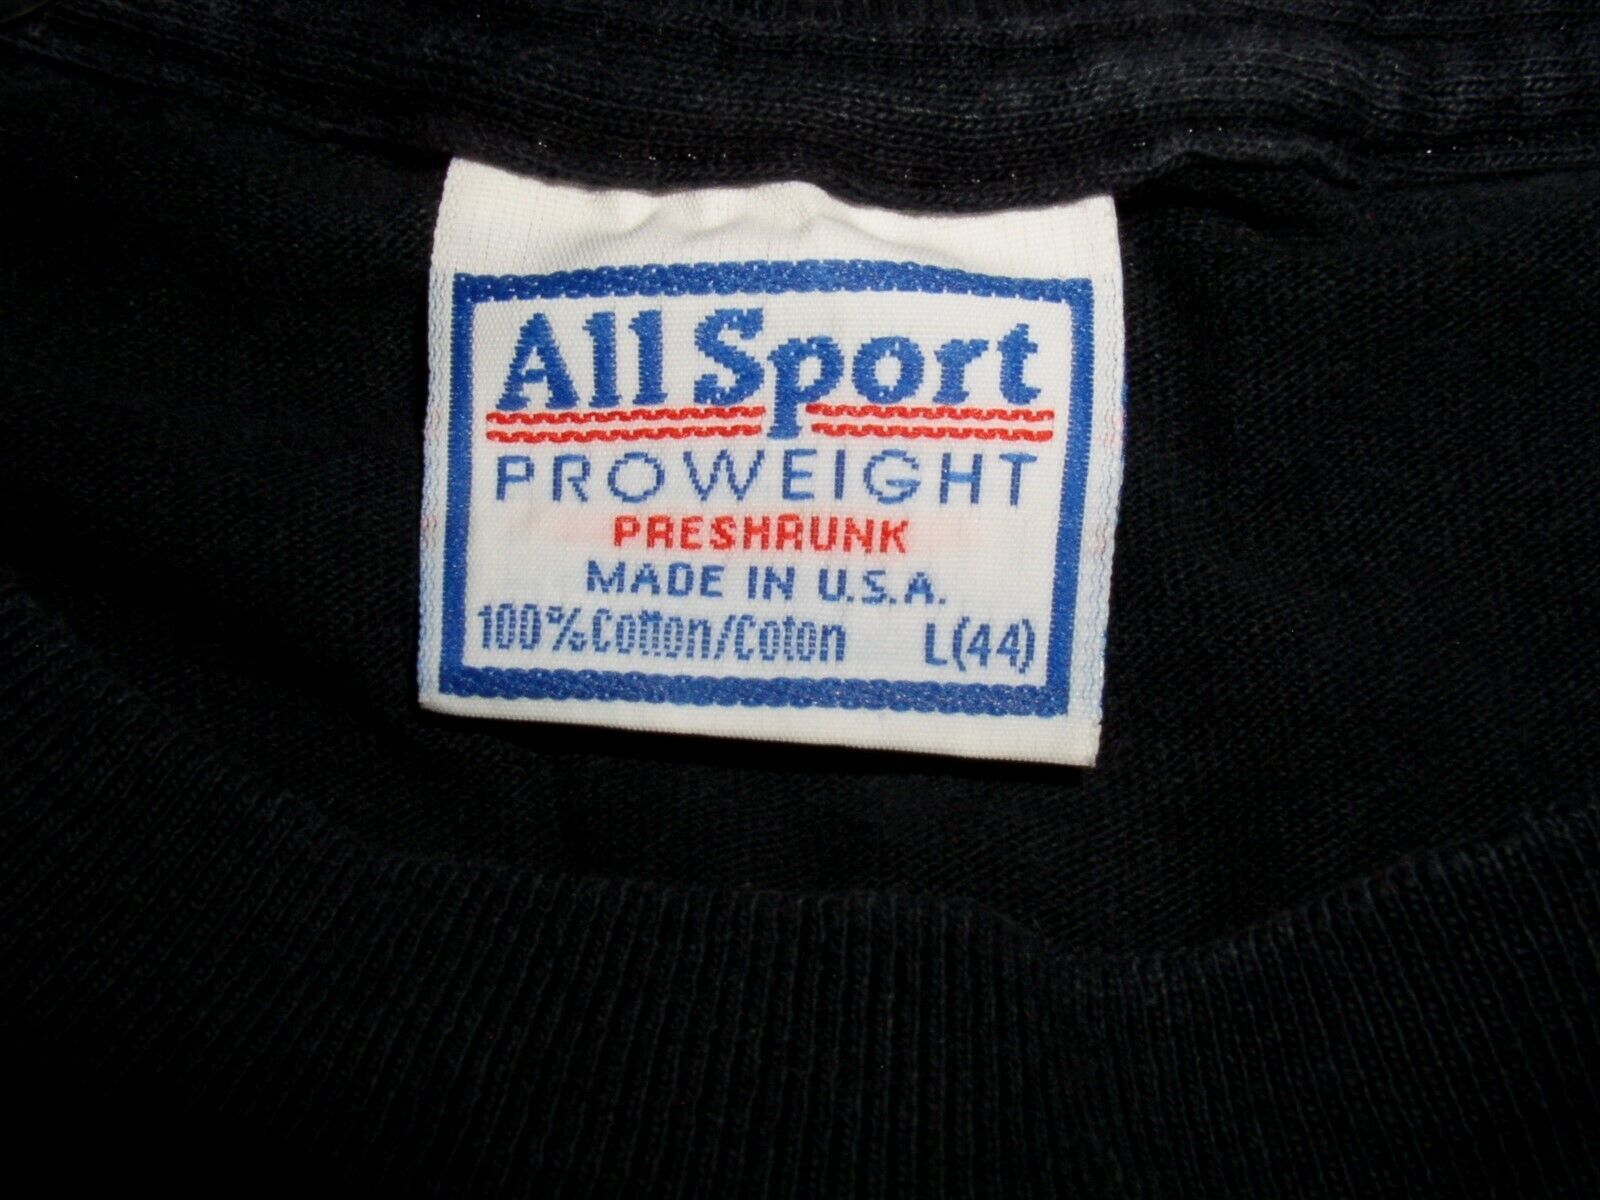 All Sport
PROWEIGHT
PRESHRUNK
MADE IN U.S.A.
100% Cotton/Coton L(44)